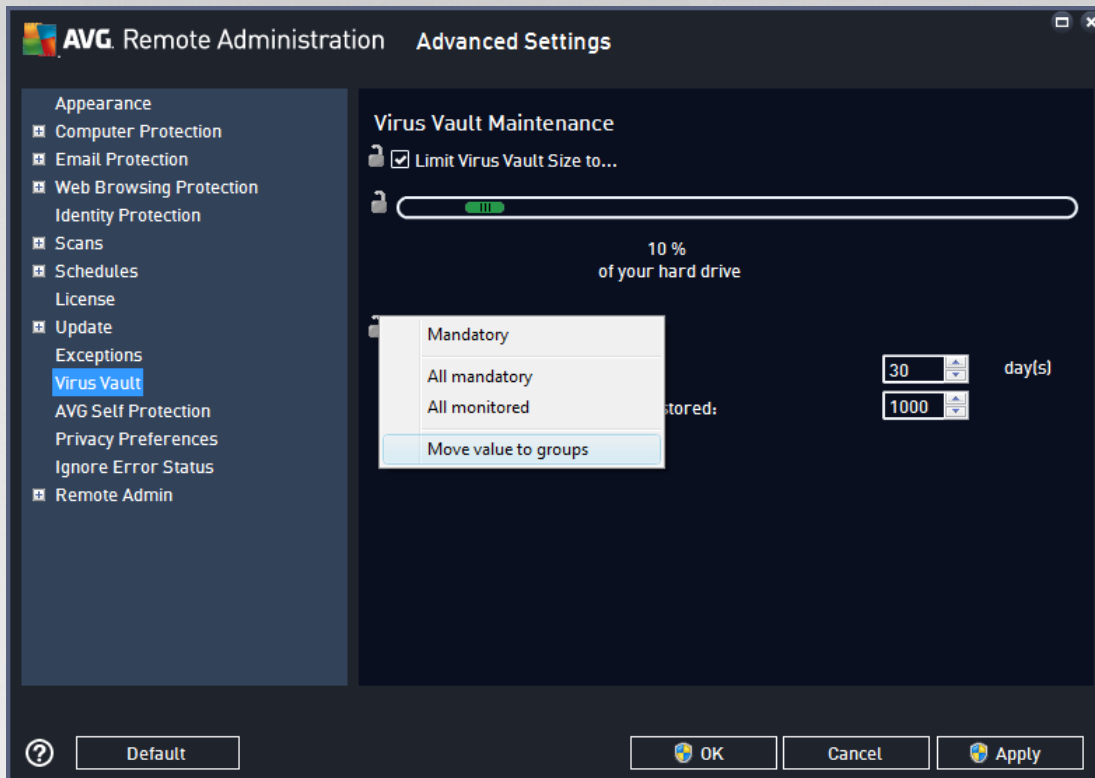 AVG. Remote Administration Advanced Settings
Appearance
Computer Protection
Email Protection
Web Browsing Protection
Identity Protection
Scans
Schedules
License
Update
Exceptions
Virus Vault
AVG Self Protection
Privacy Preferences
Ignore Error Status
Remote Admin
Virus Vault Maintenance
Limit Virus Vault Size to...
10 %
of your hard drive
Mandatory
All mandatory
All monitored
Move value to groups
30 day(s)
stored: 1000
? Default OK Cancel Apply